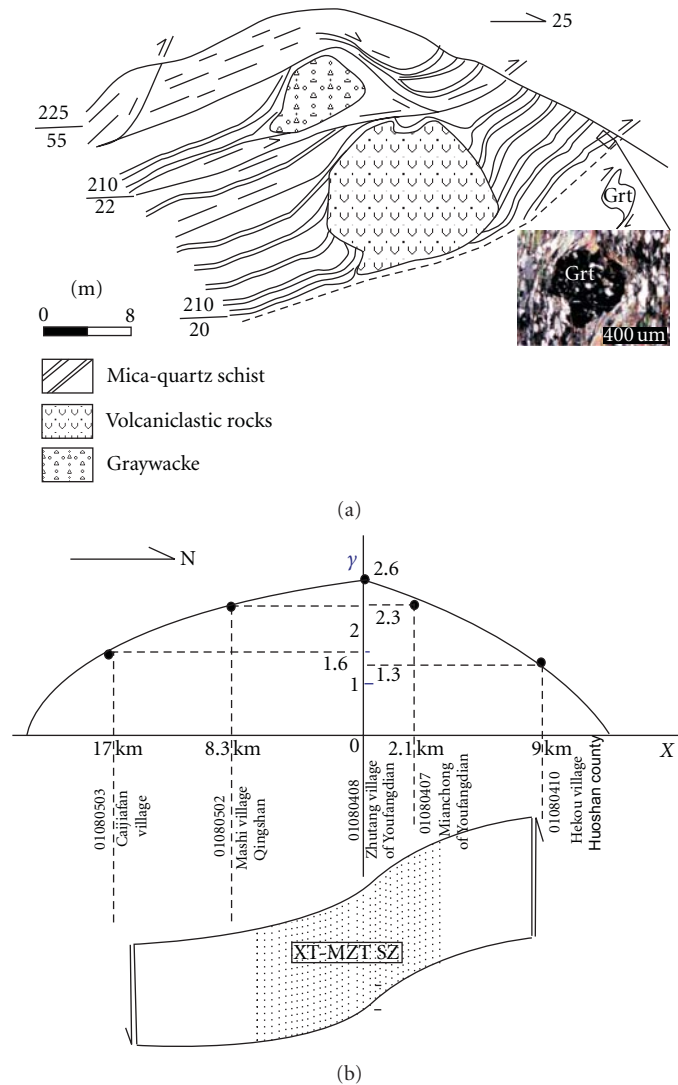 25
225
55
210
22
210
20
(m)
0 8
Grt
Grt
400 um
Mica-quartz schist
Volcaniclastic rocks
Graywacke
(a)
N
γ
2.6
2.3
2
1.6
1.3
1
17 km
8.3 km
0
2.1 km
9 km
X
01080503
Caijiafan
village
01080502
Mashi village
Qingshan
01080408
Zhutang village
of Youfangdian
01080407
Mianchong
of Youfangdian
01080410
Hekou village
Huoshan county
XT-MZT SZ
(b)